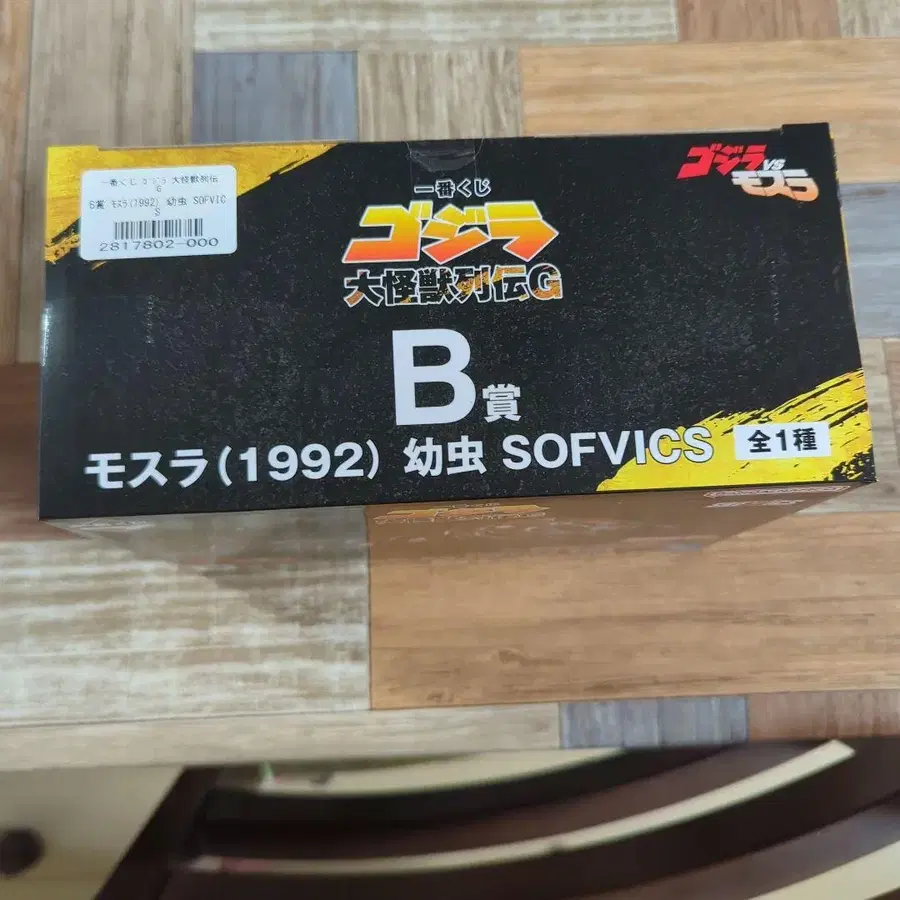 一番くじ ゴジラ 大怪獣列伝
G
B賞 モスラ(1992) 幼虫 SOFVIC
S
2817802-000
一番くじ
ゴジラ
大怪獣列伝G
B賞
モスラ(1992) 幼虫 SOFVICS 全1種
ゴジラVS
モスラ